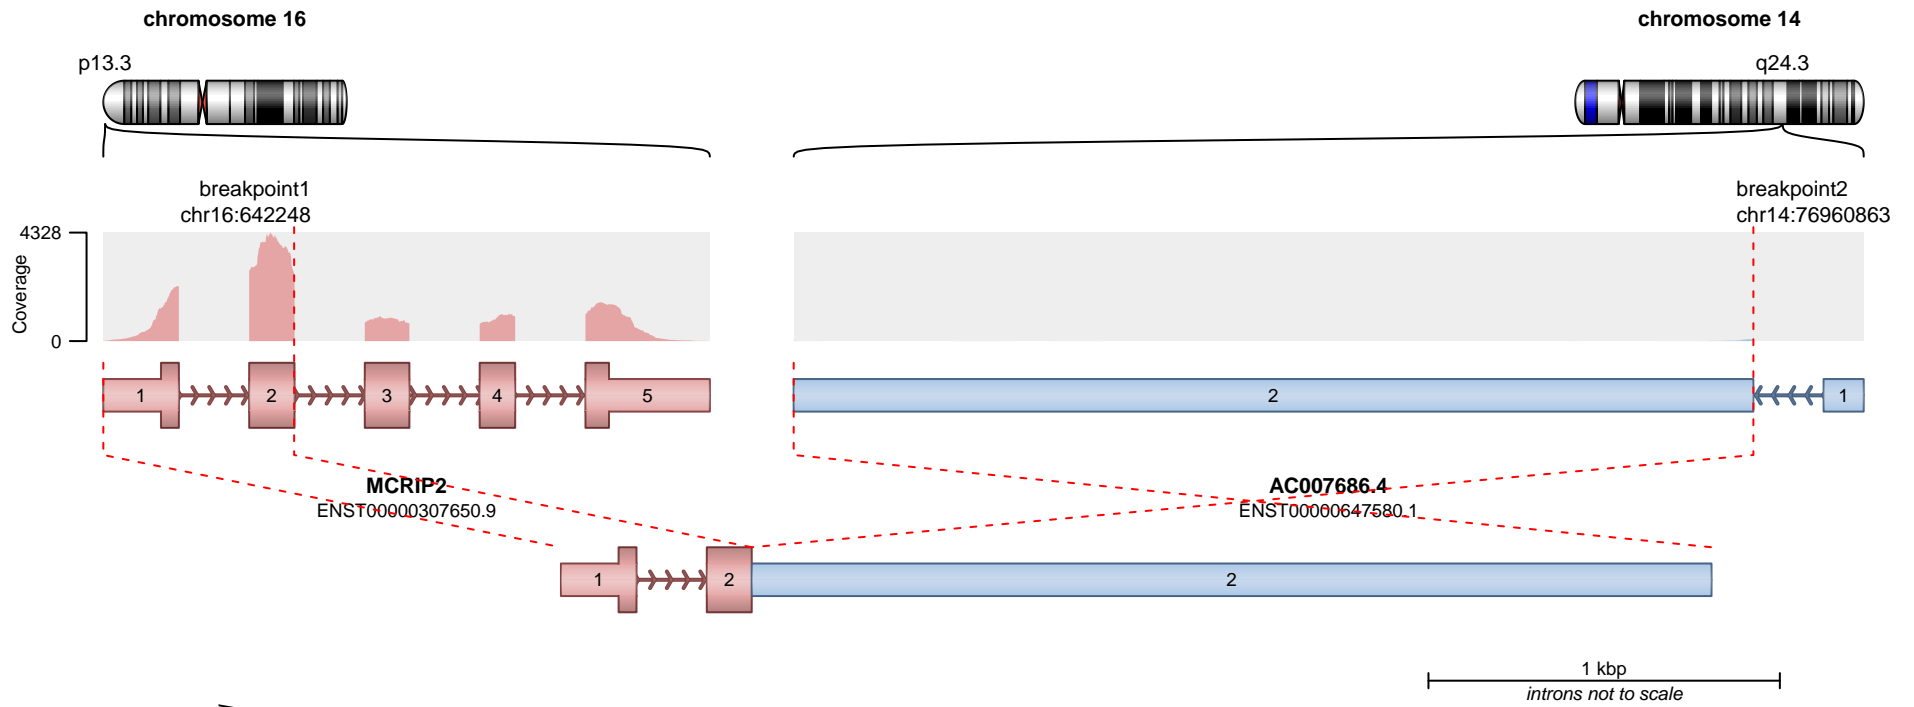 chromosome 16
chromosome 14
p13.3
q24.3
breakpoint1
chr16:642248
breakpoint2
chr14:76960863
4328
Coverage
0
1 2 3 4 5
2 1
MCRIP2
ENST00000307650.9
AC007686.4
ENST00000647580.1
1 2 2
1 kbp
introns not to scale